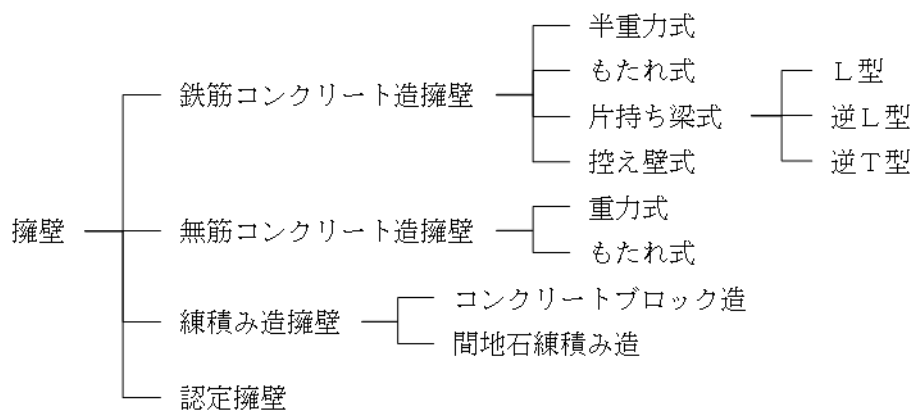 半重力式
もたれ式
Ｌ型
鉄筋コンクリート造擁壁
片持ち梁式
逆Ｌ型
控え壁式
逆Ｔ型
重力式
擁壁
無筋コンクリート造擁壁
もたれ式
コンクリートブロック造
練積み造擁壁
間地石練積み造
認定擁壁